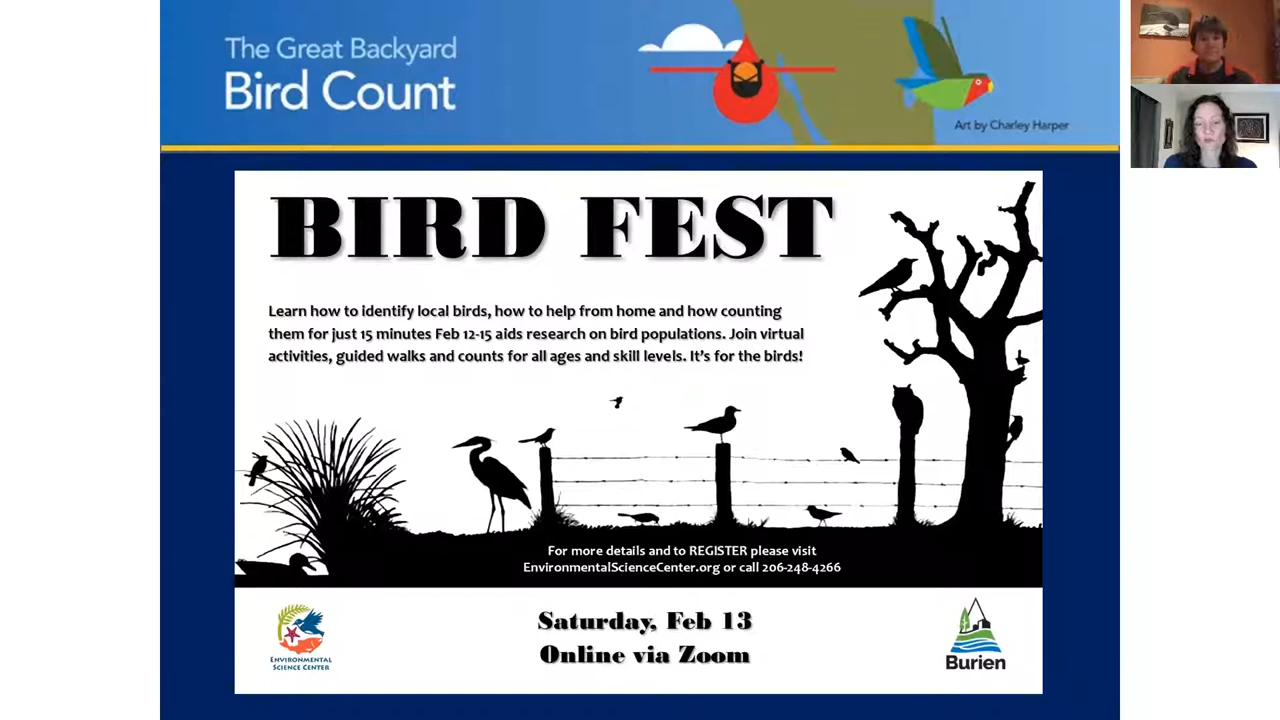 The Great Backyard
Bird Count
Art by Charley Harper
BIRD FEST
Learn how to identify local birds, how to help from home and how counting
them for just 15 minutes Feb 12-15 aids research on bird populations. Join virtual
activities, guided walks and counts for all ages and skill levels. It's for the birds!
For more details and to REGISTER please visit
EnvironmentalScienceCenter.org or call 206-248-4266
Saturday, Feb 13
Online via Zoom
ENVIRONMENTAL
SCIENCE CENTER
Burien